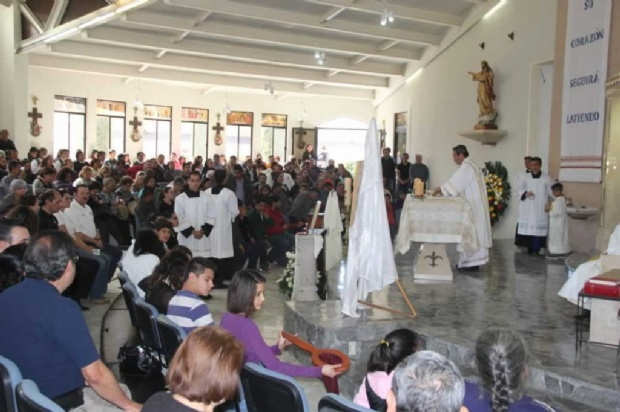 SU
CORAZÓN
SEGUIRÁ
LATIENDO